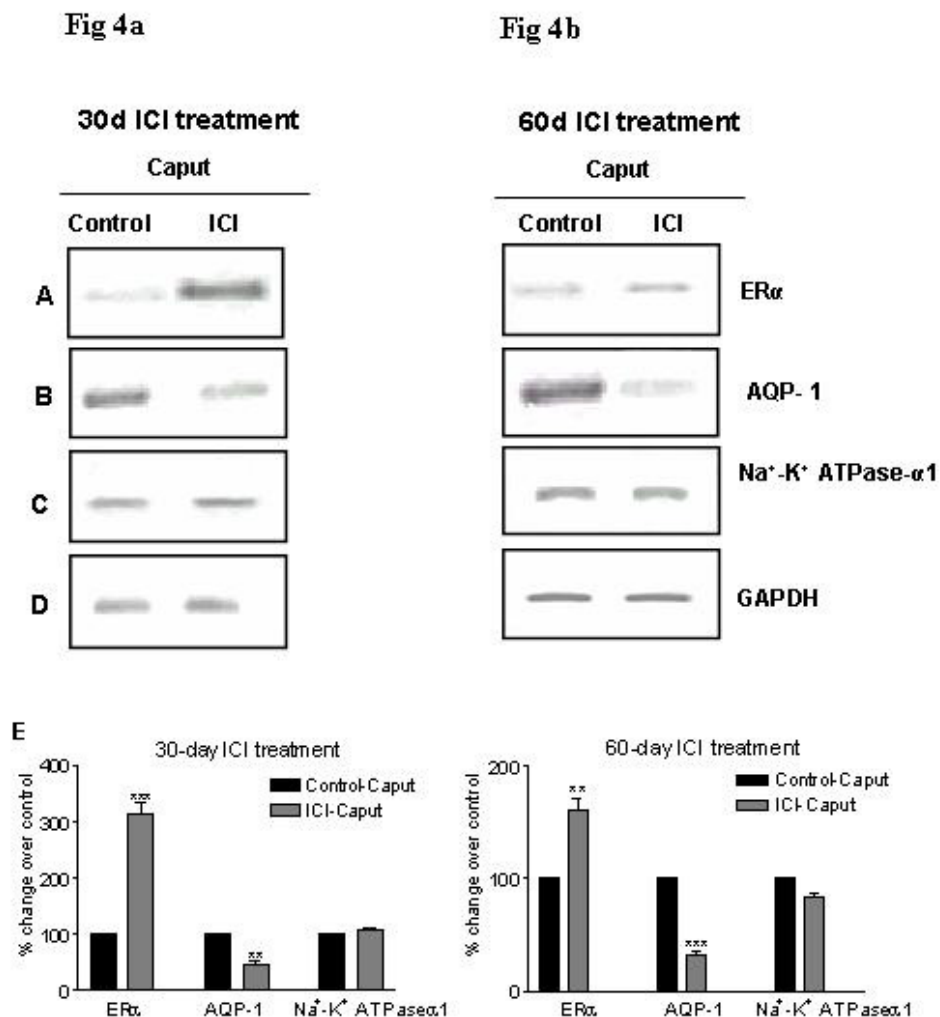 Fig 4a
Fig 4b
30d ICI treatment
60d ICI treatment
Caput
Caput
Control ICI
Control ICI
A
ERα
B
AQP- 1
C
Na⁺-K⁺ ATPase-α1
D
GAPDH
E
30-day ICI treatment
% change over control
400
300
200
100
0
Control-Caput
ICI-Caput
***
**
ERα AQP-1 Na⁺-K⁺ ATPaseα1
60-day ICI treatment
% change over control
200
100
0
Control-Caput
ICI-Caput
**
***
ERα AQP-1 Na⁺-K⁺ ATPaseα1